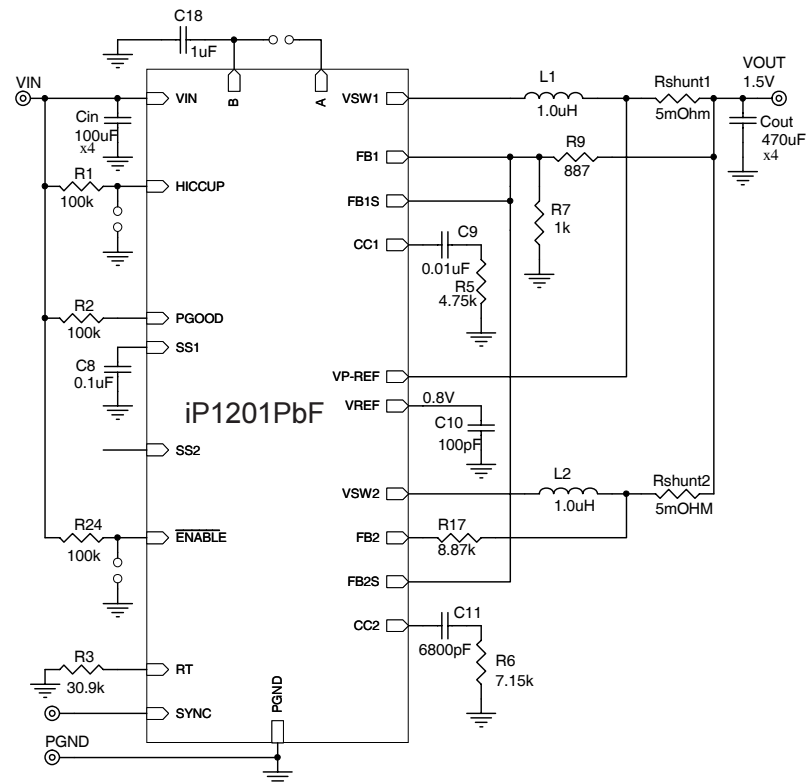 C18
1uF
VIN
VIN
B
A
VSW1
L1
1.0uH
Rshunt1
5mOhm
VOUT
1.5V
Cin
100uF
x4
Cout
470uF
x4
FB1
R9
887
R1
100k
HICCUP
FB1S
R7
1k
CC1
C9
0.01uF
R5
4.75k
R2
100k
PGOOD
SS1
C8
0.1uF
VP-REF
VREF
0.8V
C10
100pF
iP1201PbF
SS2
VSW2
L2
1.0uH
Rshunt2
5mOHM
R24
100k
ENABLE
FB2
R17
8.87k
FB2S
CC2
C11
6800pF
R6
7.15k
R3
30.9k
RT
PGND
SYNC
PGND